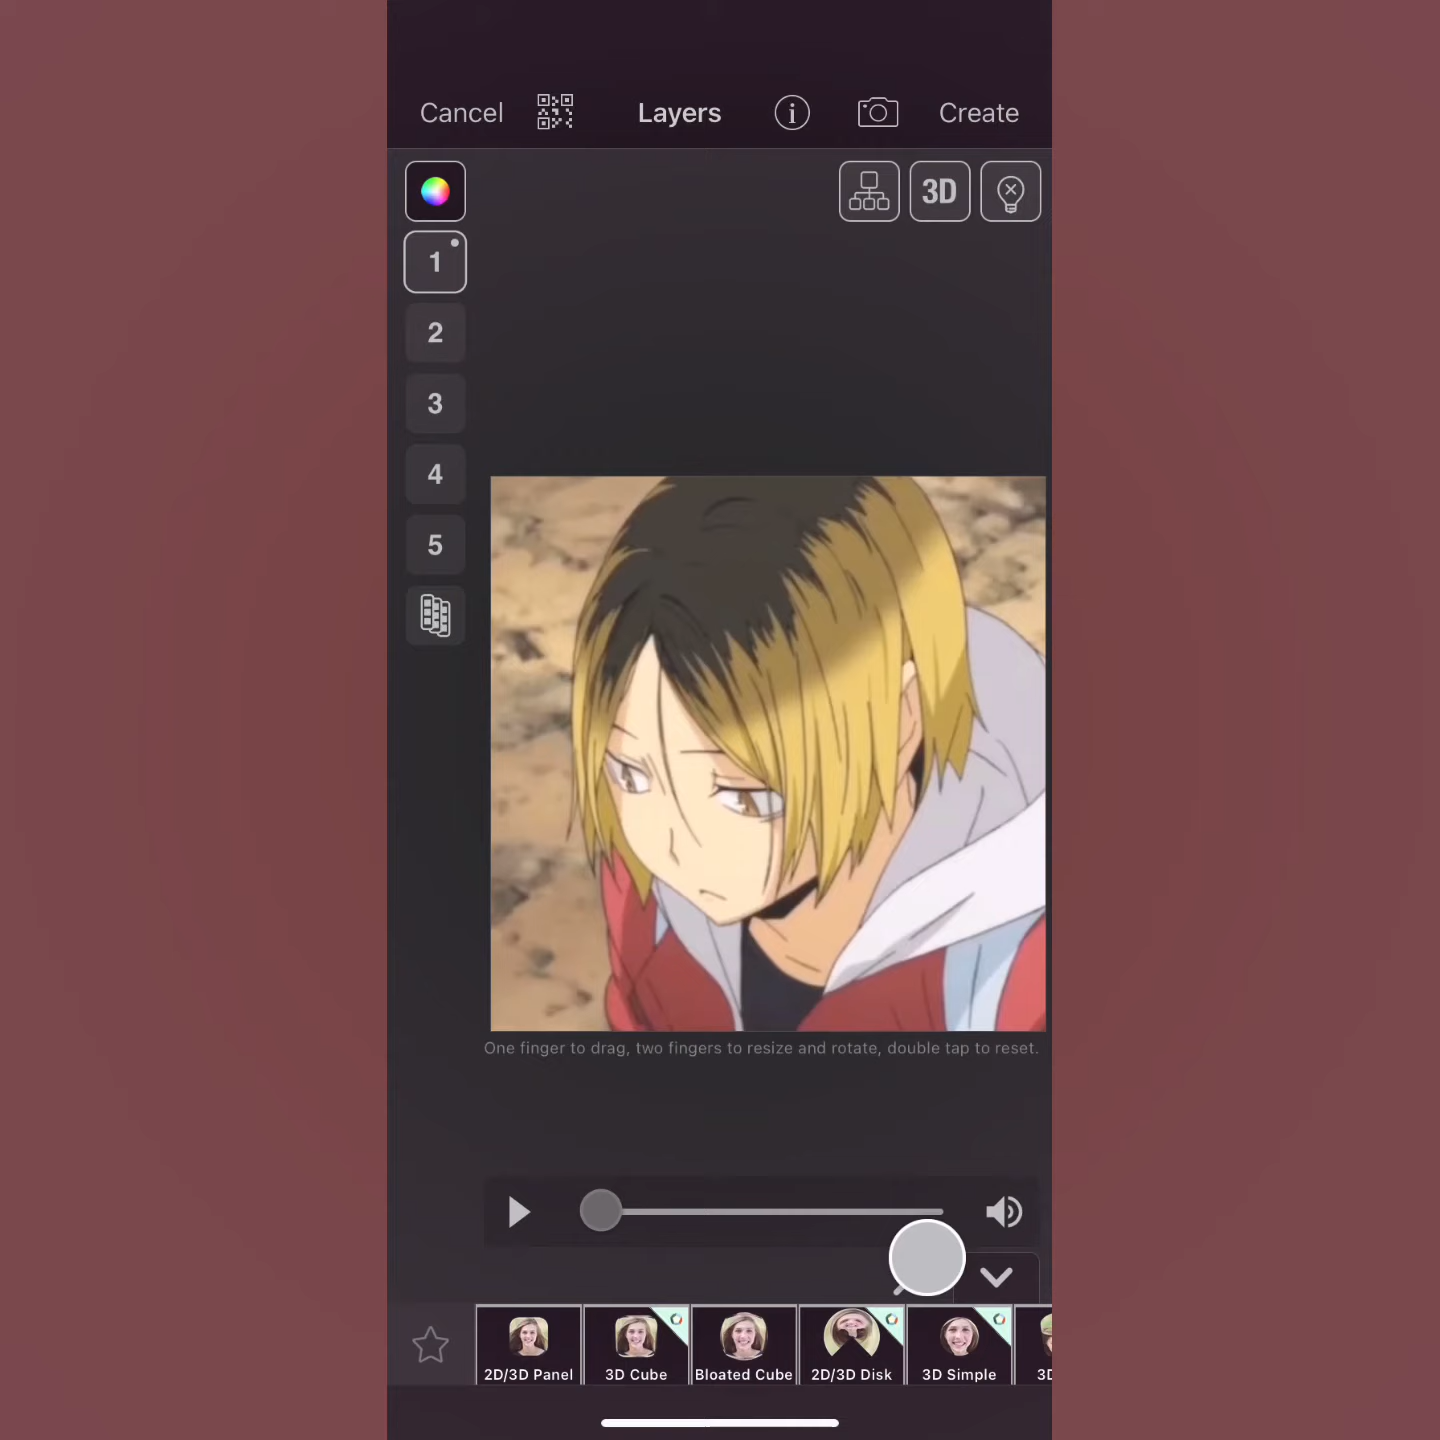 Cancel Layers Create
3D
1
2
3
4
5
One finger to drag, two fingers to resize and rotate, double tap to reset.
2D/3D Panel 3D Cube Bloated Cube 2D/3D Disk 3D Simple 3D